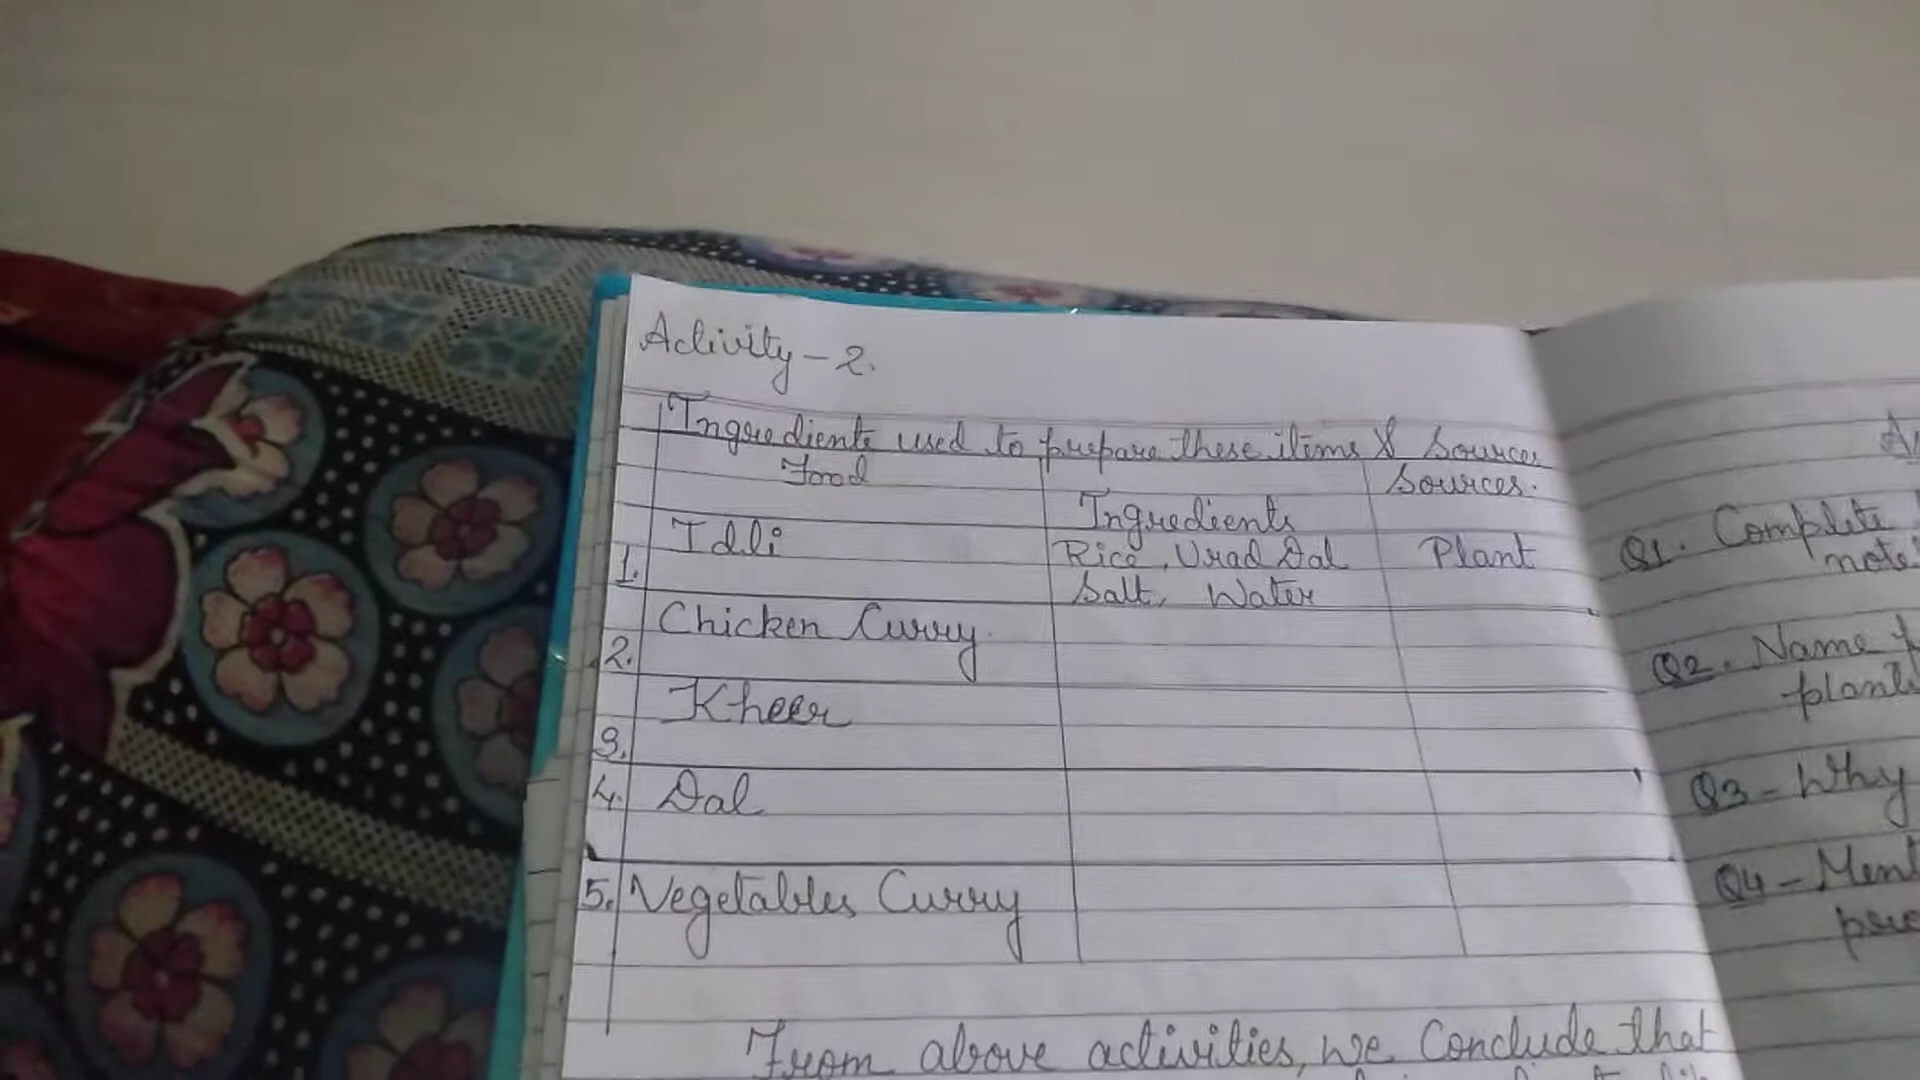 Activity - 2.
Ingredients used to prepare these items & Sources
Food
Sources.
Ingredients
1. Idli
Rice, Urad Dal
Plant
Salt, Water
2. Chicken Curry.
3. Kheer
4. Dal
5. Vegetables Curry
From above activities, we Conclude that
Q1. Complete
note
Q2. Name
plant
Q3 - Why
Q4 - Ment